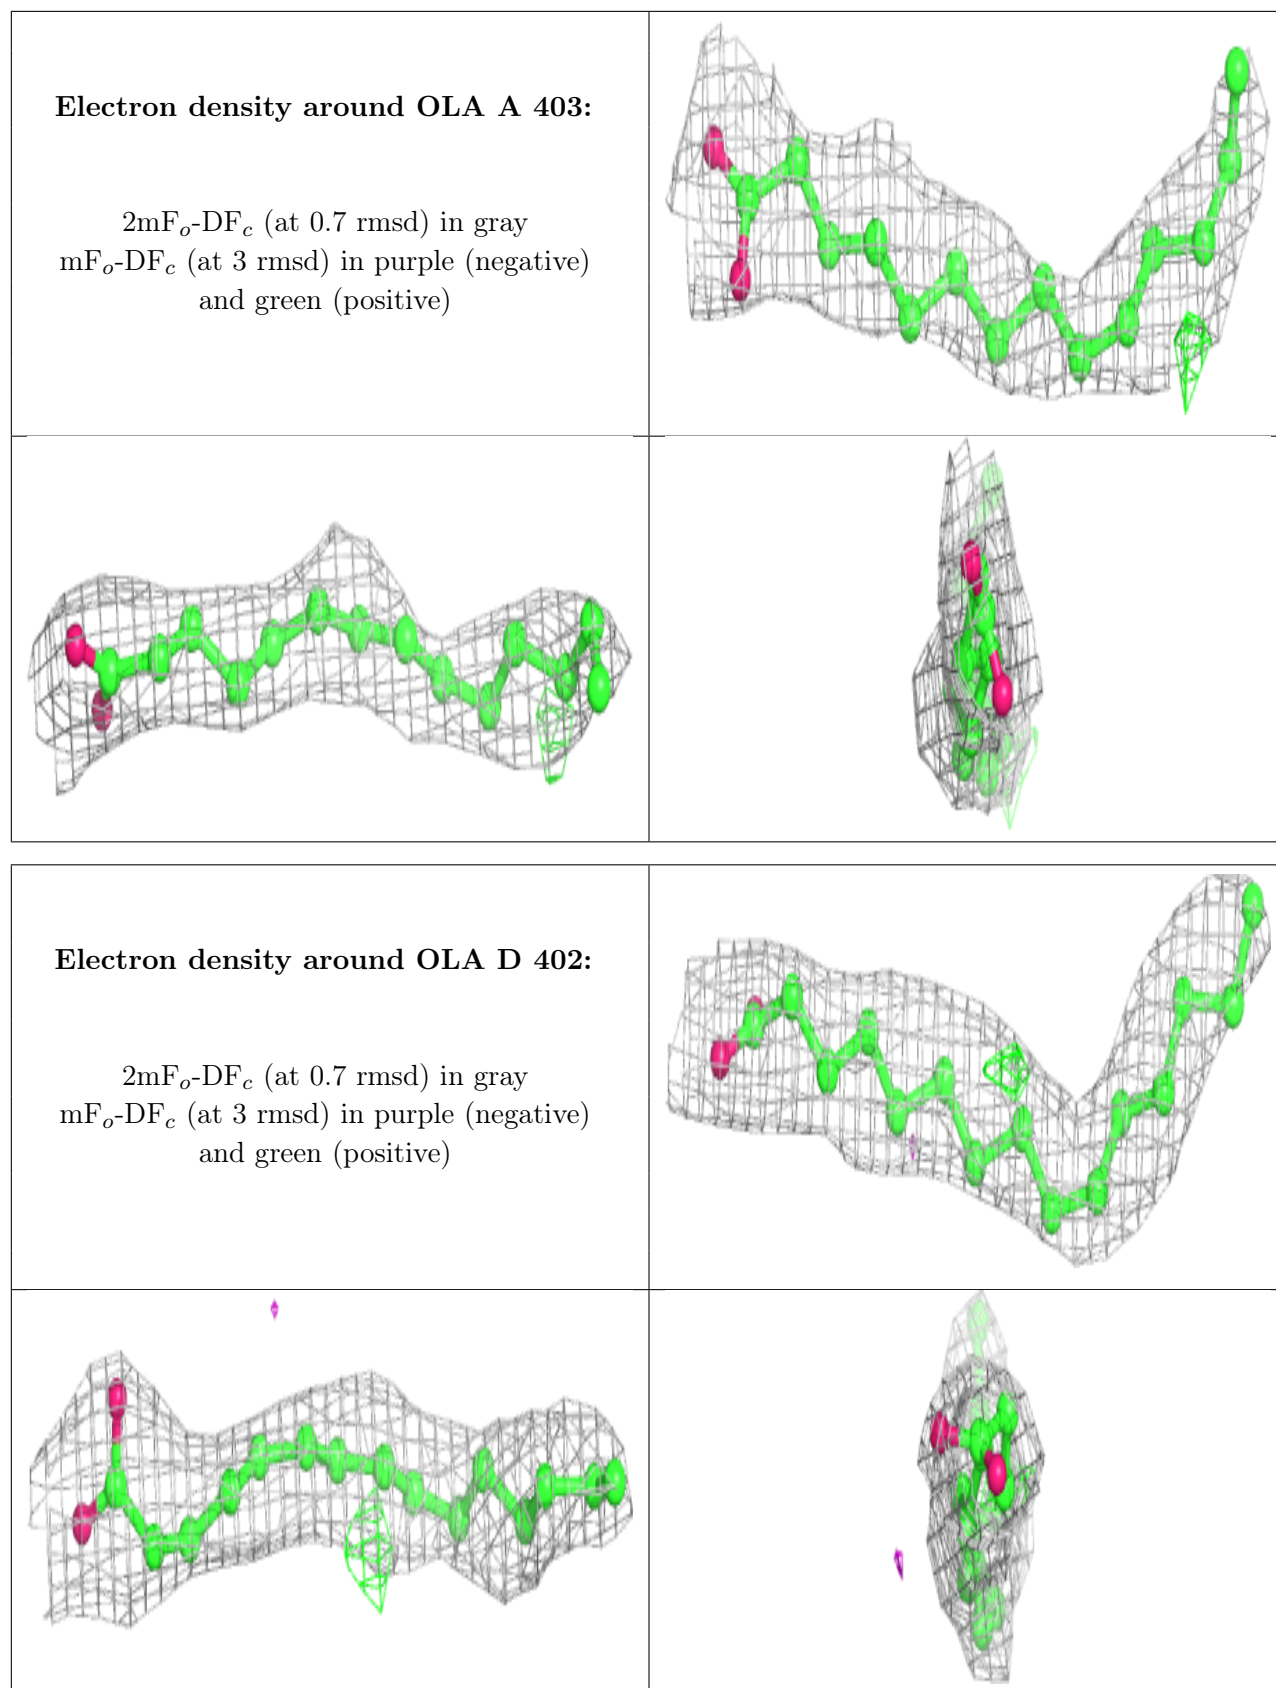 Electron density around OLA A 403:
2mFo-DFc (at 0.7 rmsd) in gray
mFo-DFc (at 3 rmsd) in purple (negative)
and green (positive)
Electron density around OLA D 402:
2mFo-DFc (at 0.7 rmsd) in gray
mFo-DFc (at 3 rmsd) in purple (negative)
and green (positive)